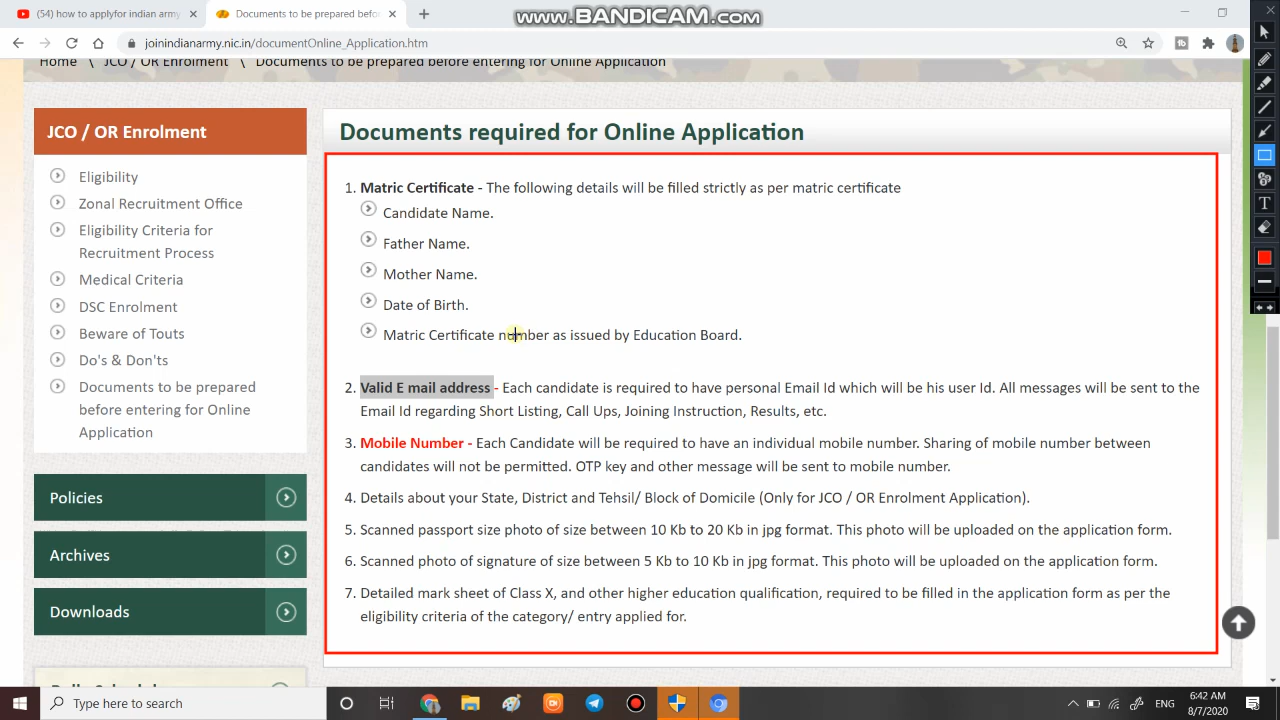 www.BANDICAM.com
(54) how to applyfor indian army
Documents to be prepared befor
joinindianarmy.nic.in/documentOnline_Application.htm
Home \ JCO / OR Enrolment \ Documents to be prepared before entering for Online Application
JCO / OR Enrolment
Eligibility
Zonal Recruitment Office
Eligibility Criteria for
Recruitment Process
Medical Criteria
DSC Enrolment
Beware of Touts
Do's & Don'ts
Documents to be prepared
before entering for Online
Application
Policies
Archives
Downloads
Documents required for Online Application
1. Matric Certificate - The following details will be filled strictly as per matric certificate
Candidate Name.
Father Name.
Mother Name.
Date of Birth.
Matric Certificate number as issued by Education Board.
2. Valid E mail address - Each candidate is required to have personal Email Id which will be his user Id. All messages will be sent to the
Email Id regarding Short Listing, Call Ups, Joining Instruction, Results, etc.
3. Mobile Number - Each Candidate will be required to have an individual mobile number. Sharing of mobile number between
candidates will not be permitted. OTP key and other message will be sent to mobile number.
4. Details about your State, District and Tehsil/ Block of Domicile (Only for JCO / OR Enrolment Application).
5. Scanned passport size photo of size between 10 Kb to 20 Kb in jpg format. This photo will be uploaded on the application form.
6. Scanned photo of signature of size between 5 Kb to 10 Kb in jpg format. This photo will be uploaded on the application form.
7. Detailed mark sheet of Class X, and other higher education qualification, required to be filled in the application form as per the
eligibility criteria of the category/ entry applied for.
Type here to search
ENG
6:42 AM
8/7/2020